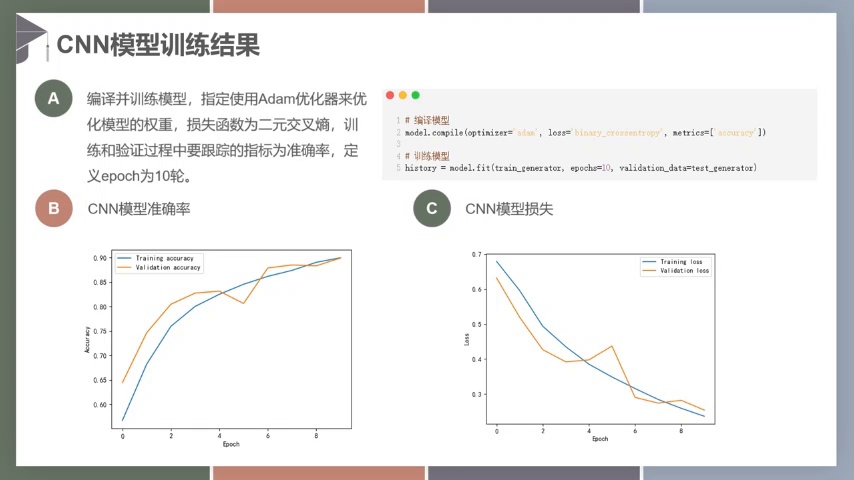 CNN模型训练结果
A
编译并训练模型，指定使用Adam优化器来优
化模型的权重，损失函数为二元交叉熵，训
练和验证过程中要跟踪的指标为准确率，定
义epoch为10轮。
1 # 编译模型
2 model.compile(optimizer='adam', loss='binary_crossentropy', metrics=['accuracy'])
3
4 # 训练模型
5 history = model.fit(train_generator, epochs=10, validation_data=test_generator)
B
CNN模型准确率
C
CNN模型损失
Training accuracy
Validation accuracy
0.90
0.85
0.80
0.75
0.70
0.65
0.60
Accuracy
0 2 4 6 8
Epoch
Training loss
Validation loss
0.7
0.6
0.5
0.4
0.3
Loss
0 2 4 6 8
Epoch